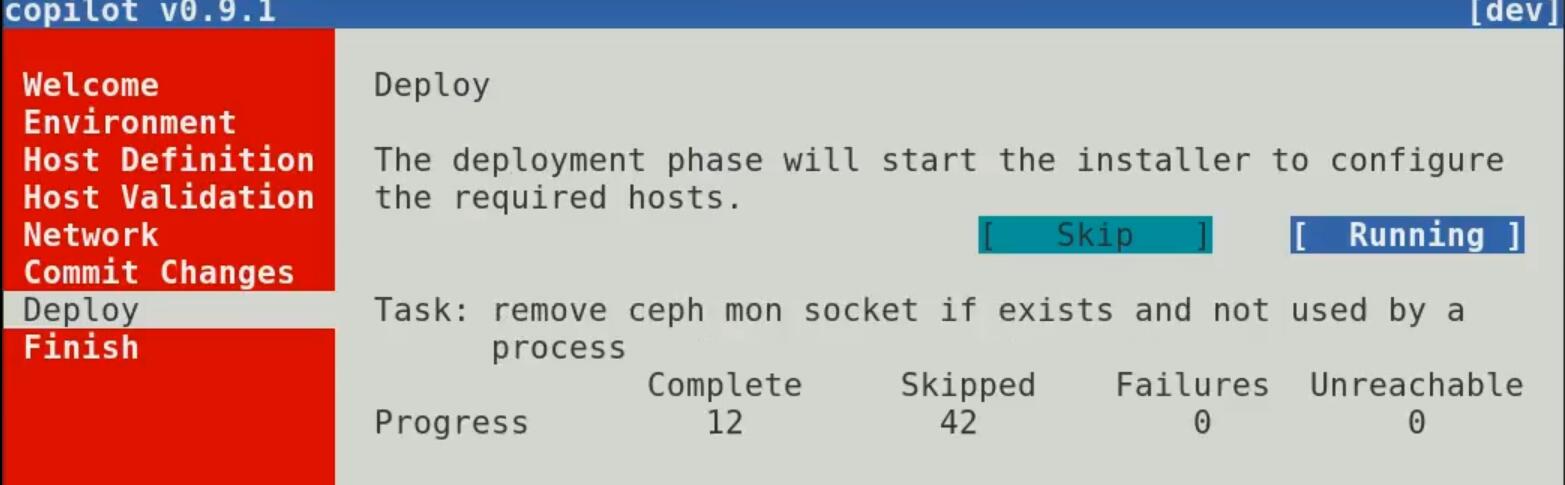 copilot v0.9.1 [dev]
Welcome
Environment
Host Definition
Host Validation
Network
Commit Changes
Deploy
Finish
Deploy
The deployment phase will start the installer to configure
the required hosts.
[ Skip ] [ Running ]
Task: remove ceph mon socket if exists and not used by a
process
Complete Skipped Failures Unreachable
Progress 12 42 0 0